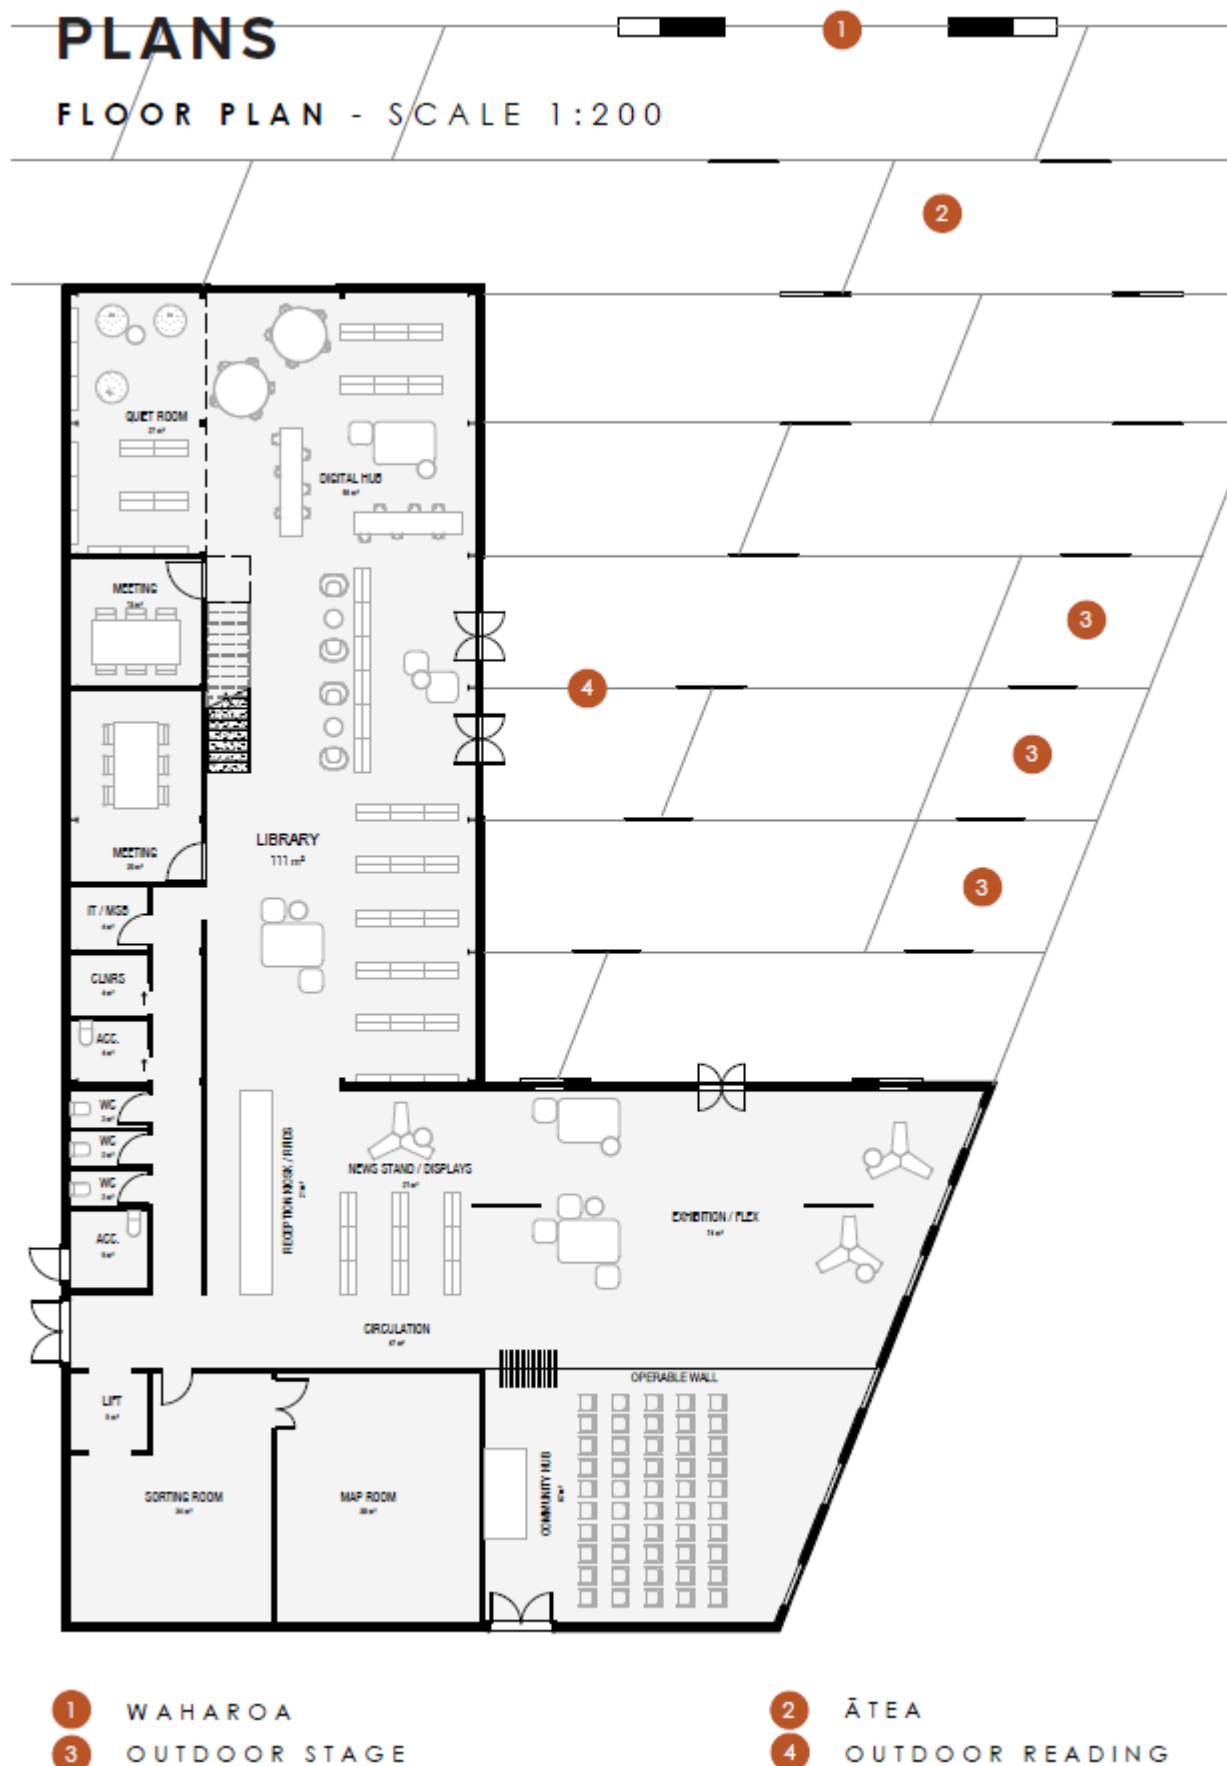 PLANS
FLOOR PLAN - SCALE 1:200
1
2
QUIET ROOM
DIGITAL HUB
MEETING
3
4
3
LIBRARY
111 m²
MEETING
3
IT / MSB
CLNRS
ACC.
WC
WC
WC
ACC.
RECEPTION KIOSK / RFIDS
NEWS STAND / DISPLAYS
EXHIBITION / FLEX
CIRCULATION
OPERABLE WALL
LIFT
SORTING ROOM
MAP ROOM
COMMUNITY HUB
1 WAHAROA
2 ĀTEA
3 OUTDOOR STAGE
4 OUTDOOR READING